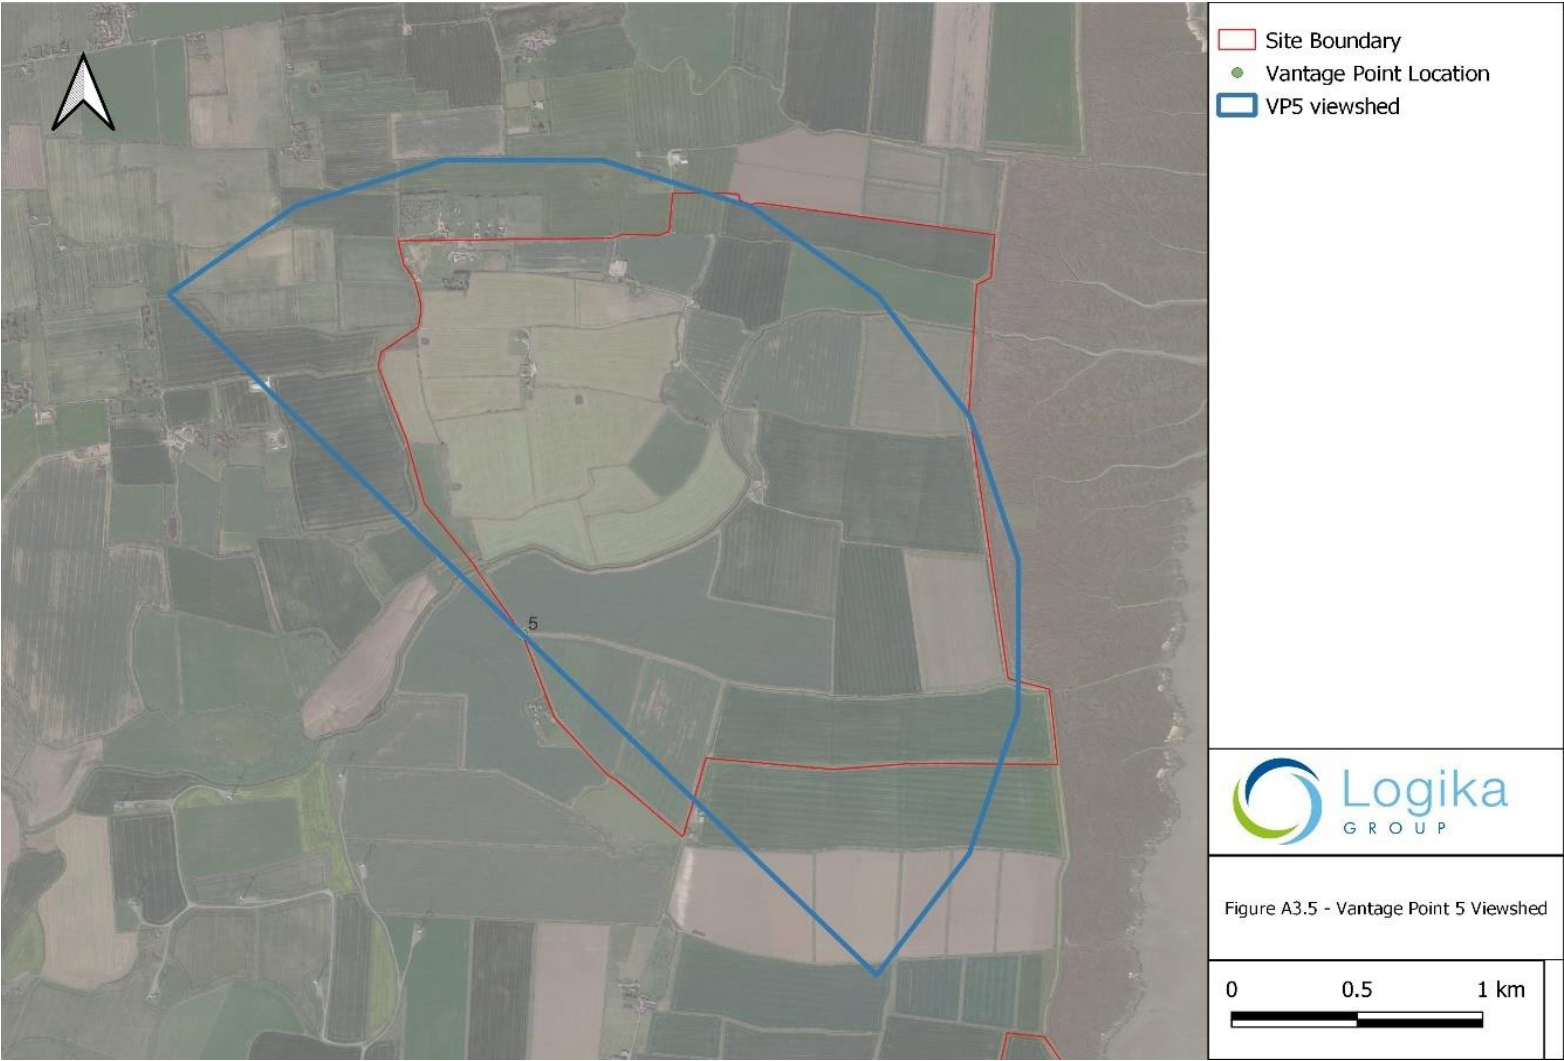 Site Boundary
Vantage Point Location
VP5 viewshed
5
Logika
GROUP
Figure A3.5 - Vantage Point 5 Viewshed
0 0.5 1 km